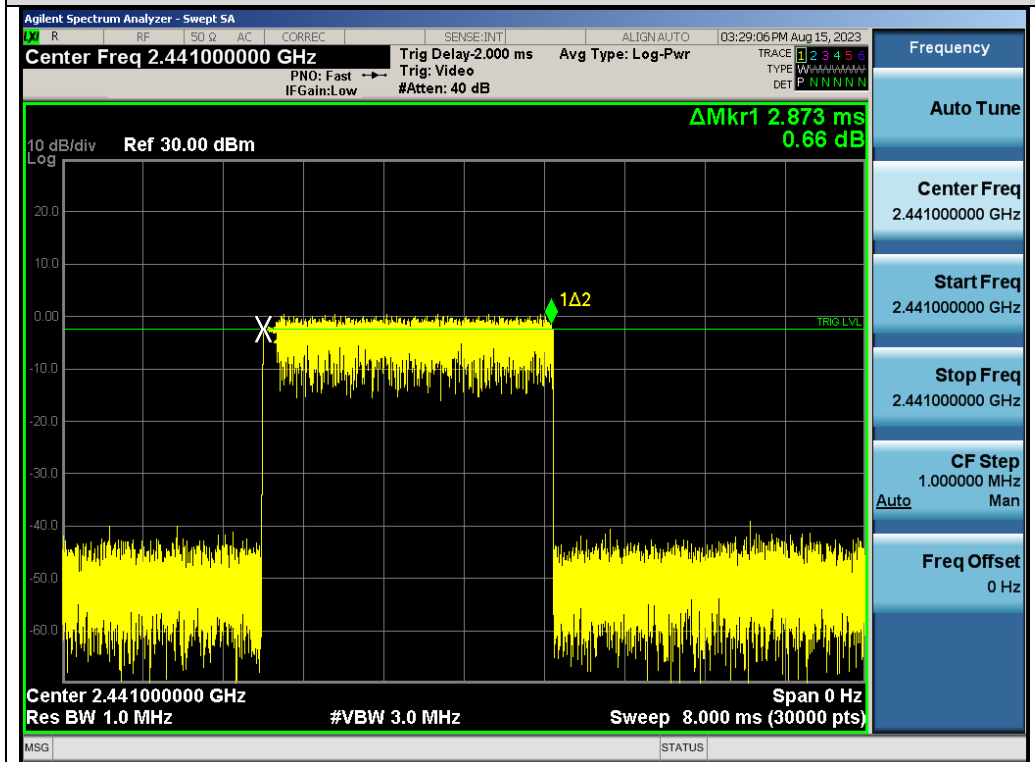 Agilent Spectrum Analyzer - Swept SA
LXI R RF 50 Ω AC CORREC SENSE:INT ALIGN AUTO 03:29:06 PM Aug 15, 2023
Center Freq 2.441000000 GHz
PNO: Fast
IFGain:Low
Trig Delay-2.000 ms
Trig: Video
#Atten: 40 dB
Avg Type: Log-Pwr
TRACE 1 2 3 4 5 6
TYPE WWWWWW
DET P N N N N N
ΔMkr1 2.873 ms
0.66 dB
10 dB/div Ref 30.00 dBm
Log
20.0
10.0
0.00
-10.0
-20.0
-30.0
-40.0
-50.0
-60.0
1Δ2
TRIG LVL
Center 2.441000000 GHz Span 0 Hz
Res BW 1.0 MHz #VBW 3.0 MHz Sweep 8.000 ms (30000 pts)
MSG STATUS
Frequency
Auto Tune
Center Freq
2.441000000 GHz
Start Freq
2.441000000 GHz
Stop Freq
2.441000000 GHz
CF Step
1.000000 MHz
Auto Man
Freq Offset
0 Hz